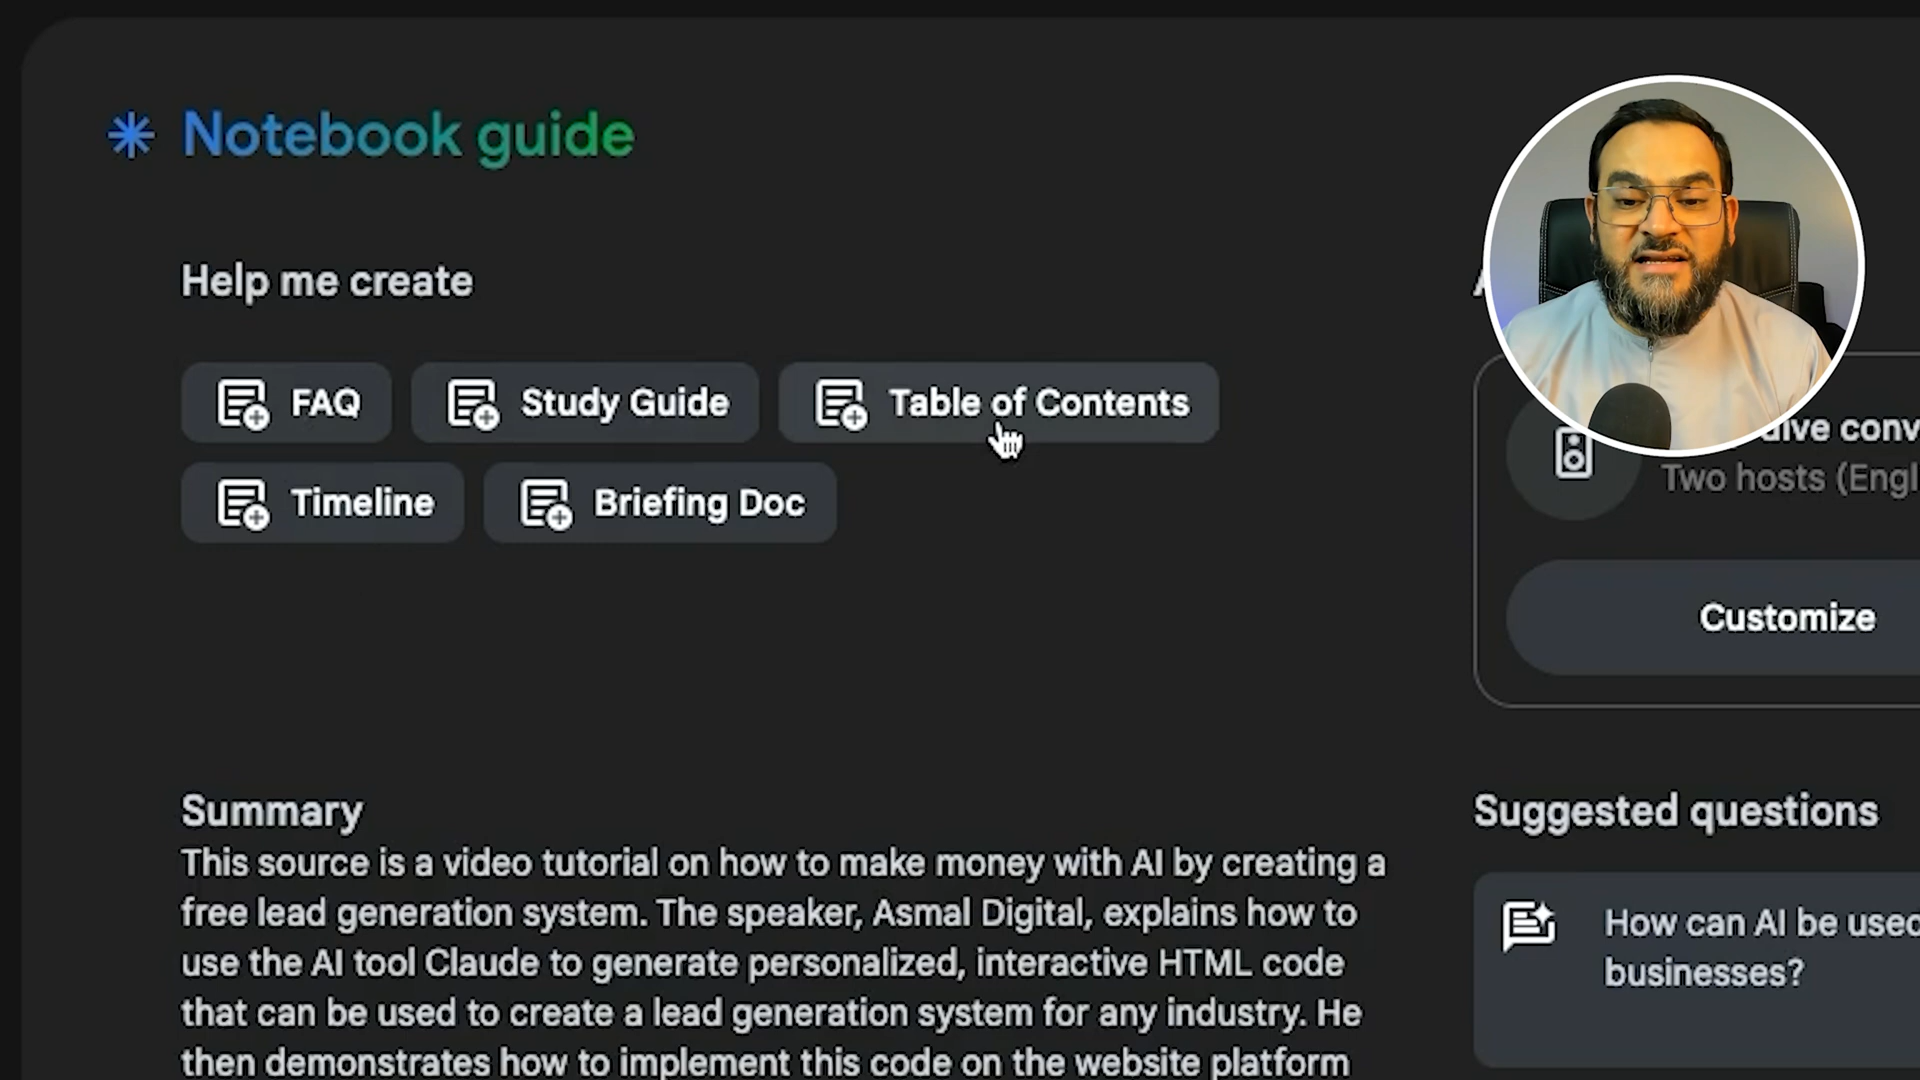 Notebook guide
Help me create
FAQ
Study Guide
Table of Contents
Timeline
Briefing Doc
Two hosts (Engl
Customize
Summary
This source is a video tutorial on how to make money with AI by creating a
free lead generation system. The speaker, Asmal Digital, explains how to
use the AI tool Claude to generate personalized, interactive HTML code
that can be used to create a lead generation system for any industry. He
then demonstrates how to implement this code on the website platform
Suggested questions
How can AI be used
businesses?